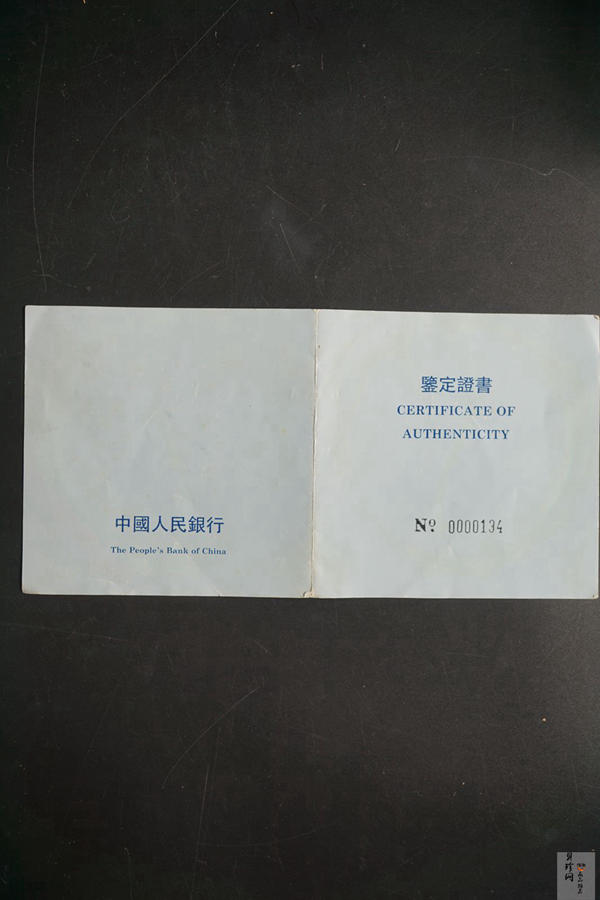 中國人民銀行
The People's Bank of China
鑒定證書
CERTIFICATE OF
AUTHENTICITY
Nº 0000134